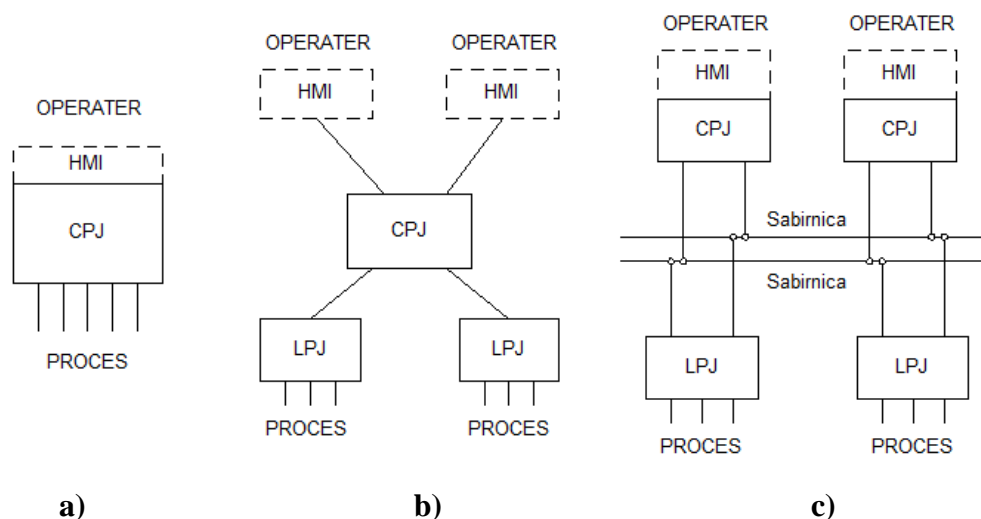 OPERATER
HMI
CPJ
PROCES
a)
OPERATER OPERATER
HMI HMI
CPJ
LPJ LPJ
PROCES PROCES
b)
OPERATER OPERATER
HMI HMI
CPJ CPJ
Sabirnica
Sabirnica
LPJ LPJ
PROCES PROCES
c)